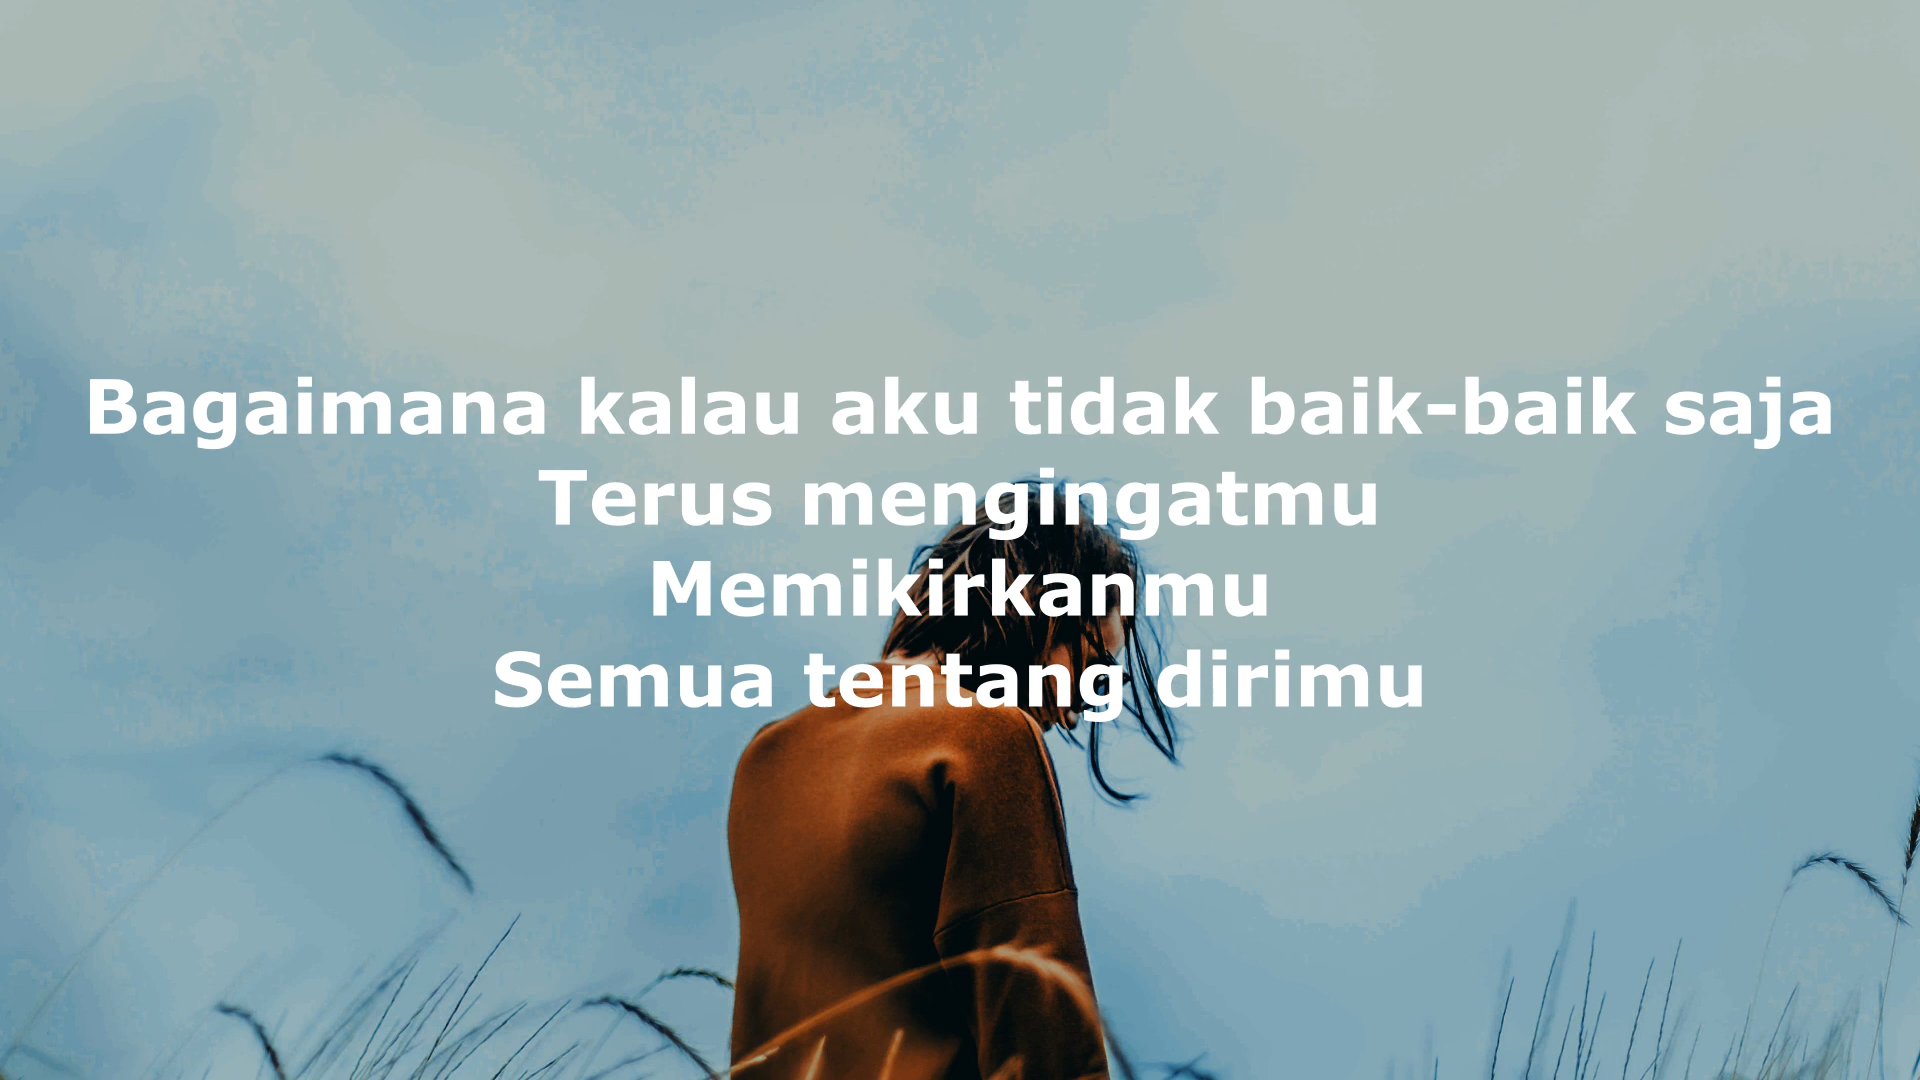 Bagaimana kalau aku tidak baik-baik saja
Terus mengingatmu
Memikirkanmu
Semua tentang dirimu